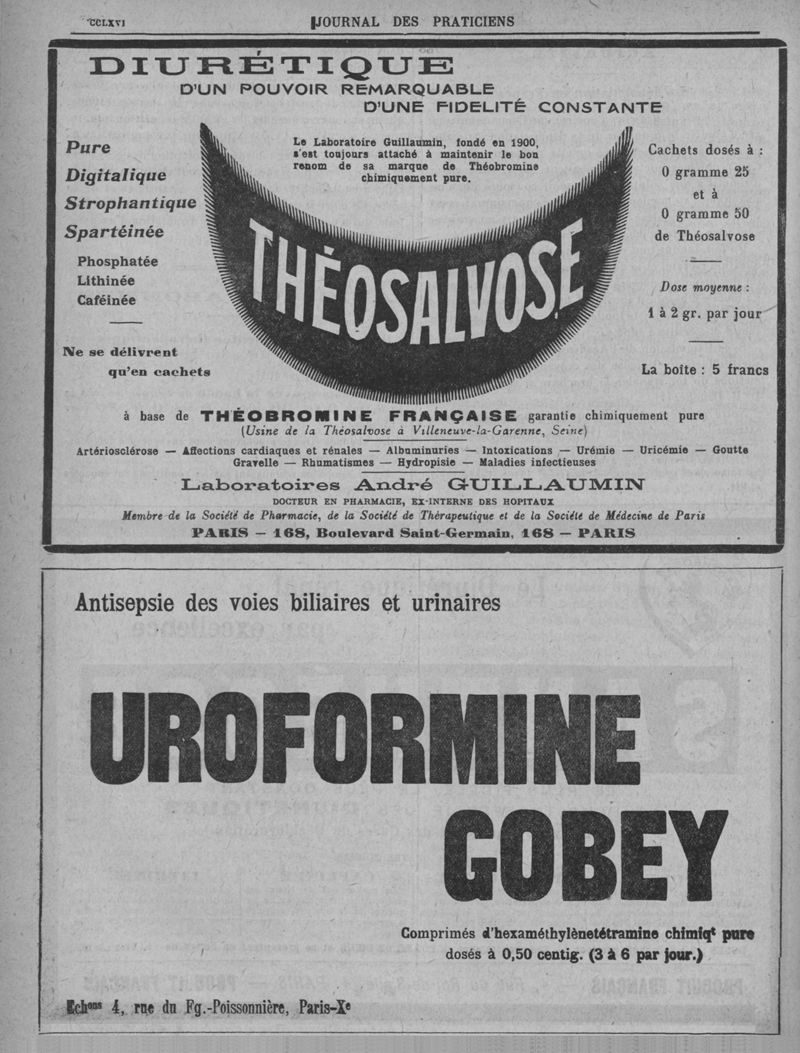 CCLXVI
JOURNAL DES PRATICIENS
DIURÉTIQUE
D'UN POUVOIR REMARQUABLE
D'UNE FIDELITÉ CONSTANTE
Pure
Digitalique
Strophantique
Spartéinée
Phosphatée
Lithinée
Caféinée
Ne se délivrent
qu'en cachets
Le Laboratoire Guillaumin, fondé en 1900,
s'est toujours attaché à maintenir le bon
renom de sa marque de Théobromine
chimiquement pure.
THÉOSALVOSE
Cachets dosés à :
0 gramme 25
et à
0 gramme 50
de Théosalvose
Dose moyenne :
1 à 2 gr. par jour
La boîte : 5 francs
à base de THÉOBROMINE FRANÇAISE garantie chimiquement pure
(Usine de la Théosalvose à Villeneuve-la-Garenne, Seine)
Artériosclérose — Affections cardiaques et rénales — Albuminuries — Intoxications — Urémie — Uricémie — Goutte
Gravelle — Rhumatismes — Hydropisie — Maladies infectieuses
Laboratoires André GUILLAUMIN
DOCTEUR EN PHARMACIE, EX-INTERNE DES HOPITAUX
Membre de la Société de Pharmacie, de la Société de Thérapeutique et de la Société de Médecine de Paris
PARIS — 168, Boulevard Saint-Germain, 168 — PARIS
Antisepsie des voies biliaires et urinaires
UROFORMINE
GOBEY
Comprimés d'hexaméthylènetétramine chimiqt pure
dosés à 0,50 centig. (3 à 6 par jour.)
Echons 4, rue du Fg.-Poissonnière, Paris-Xe